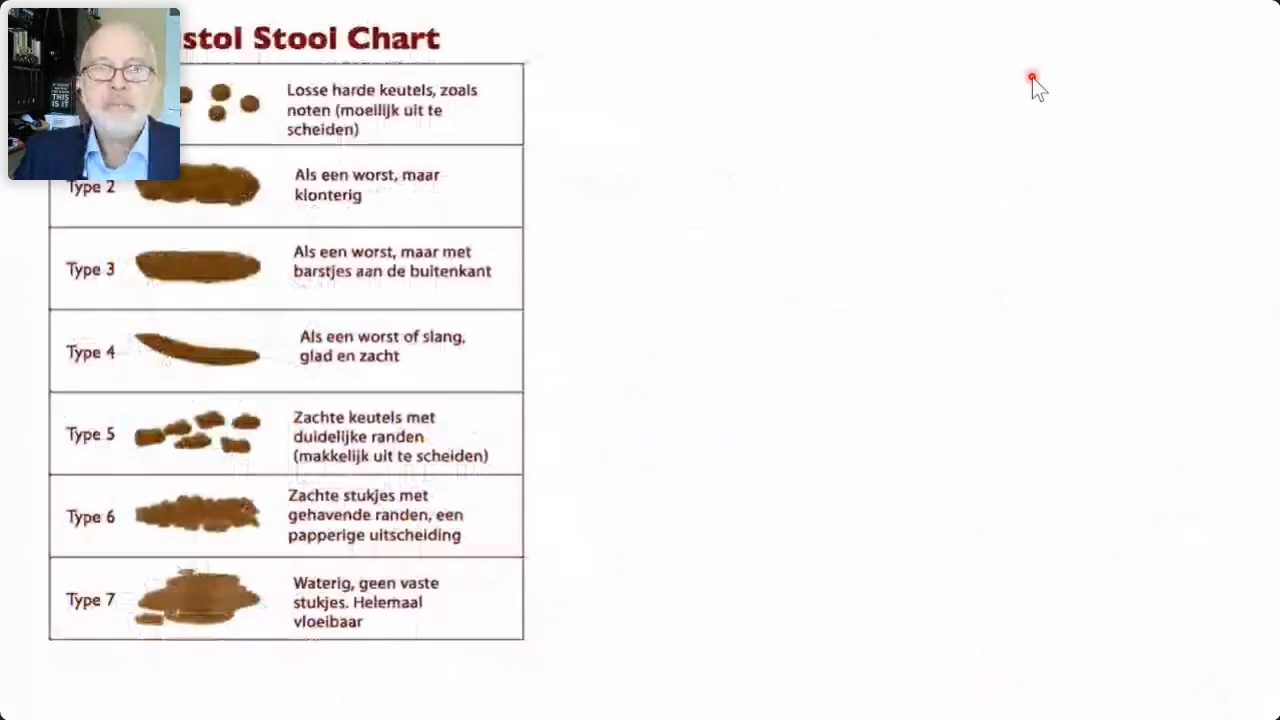 stol Stool Chart
Losse harde keutels, zoals
noten (moeilijk uit te
scheiden)
Type 2
Als een worst, maar
klonterig
Type 3
Als een worst, maar met
barstjes aan de buitenkant
Type 4
Als een worst of slang,
glad en zacht
Type 5
Zachte keutels met
duidelijke randen
(makkelijk uit te scheiden)
Type 6
Zachte stukjes met
gehavende randen, een
papperige uitscheiding
Type 7
Waterig, geen vaste
stukjes. Helemaal
vloeibaar
THIS
IS IT